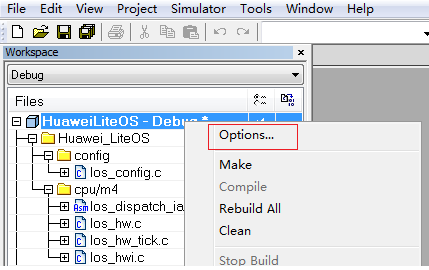 File Edit View Project Simulator Tools Window Help
Workspace
Debug
Files
HuaweiLiteOS - Debug *
Huawei_LiteOS
config
los_config.c
cpu/m4
los_dispatch_ia
los_hw.c
los_hw_tick.c
los_hwi.c
Options...
Make
Compile
Rebuild All
Clean
Stop Build